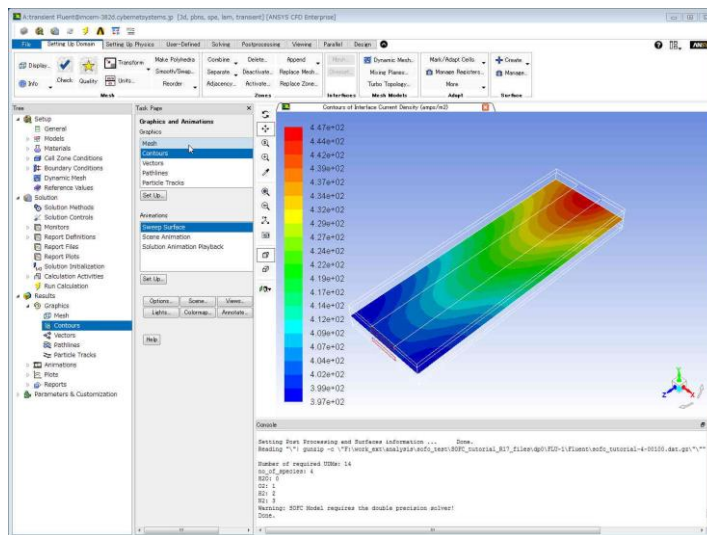 A:transient Fluent@imcsm-382d.cybernetsystems.jp [3d, pbns, spe, lam, transient] [ANSYS CFD Enterprise]
File Setting Up Domain Setting Up Physics User-Defined Solving Postprocessing Viewing Parallel Design
Display... Info Check Quality Transform Units... Make Polyhedra Smooth/Swap... Reorder
Mesh
Combine Delete... Append
Separate Deactivate... Replace Mesh...
Adjacency... Activate... Replace Zone...
Zones
Mesh...
Interfaces
Dynamic Mesh...
Mixing Planes...
Turbo Topology...
Mesh Models
Mark/Adapt Cells
Manage Registers...
More
Adapt
Create
Manage...
Surface
Tree
Setup
General
Models
Materials
Cell Zone Conditions
Boundary Conditions
Dynamic Mesh
Reference Values
Solution
Solution Methods
Solution Controls
Monitors
Report Definitions
Report Files
Report Plots
Solution Initialization
Calculation Activities
Run Calculation
Results
Graphics
Mesh
Contours
Vectors
Pathlines
Particle Tracks
Animations
Plots
Reports
Parameters & Customization
Task Page
Graphics and Animations
Graphics
Mesh
Contours
Vectors
Pathlines
Particle Tracks
Set Up...
Animations
Sweep Surface
Scene Animation
Solution Animation Playback
Set Up...
Options... Scene... Views...
Lights... Colormap... Annotate...
Help
Contours of Interface Current Density (amps/m2)
4.47e+02
4.44e+02
4.42e+02
4.39e+02
4.37e+02
4.34e+02
4.32e+02
4.29e+02
4.27e+02
4.24e+02
4.22e+02
4.19e+02
4.17e+02
4.14e+02
4.12e+02
4.09e+02
4.07e+02
4.04e+02
4.02e+02
3.99e+02
3.97e+02
Y
Z
X
Console
Setting Post Processing and Surfaces information ... Done.
Number of required UDMs: 14
no_of_species: 4
H2O: 0
O2: 1
H2: 2
N2: 3
Warning: SOFC Model requires the double precision solver!
Done.